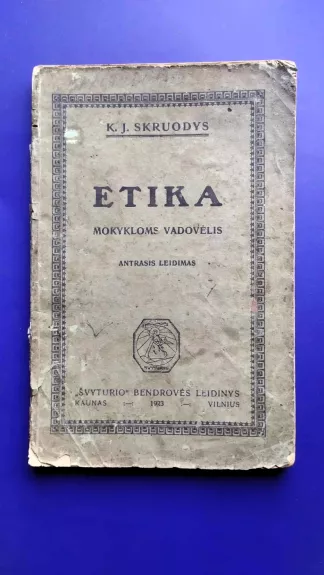 K. J. SKRUODYS
ETIKA
MOKYKLOMS VADOVĖLIS
ANTRASIS LEIDIMAS
„ŠVYTURIO“ BENDROVĖS LEIDINYS
KAUNAS — 1923 — VILNIUS